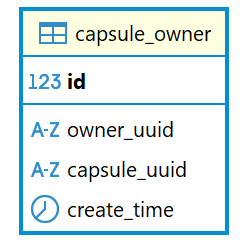 capsule_owner
123 id
A-Z owner_uuid
A-Z capsule_uuid
create_time